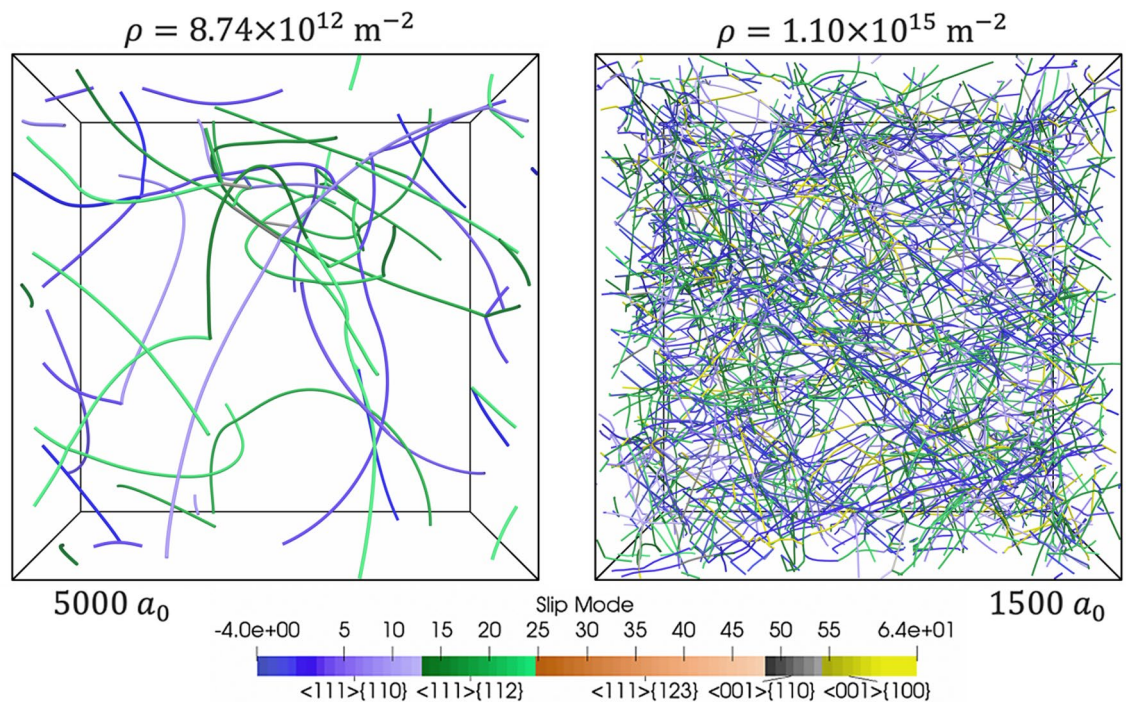 ρ = 8.74×10¹² m⁻²
ρ = 1.10×10¹⁵ m⁻²
5000 a₀
1500 a₀
Slip Mode
-4.0e+00 5 10 15 20 25 30 35 40 45 50 55 6.4e+01
<111>{110} <111>{112} <111>{123} <001>{110} <001>{100}